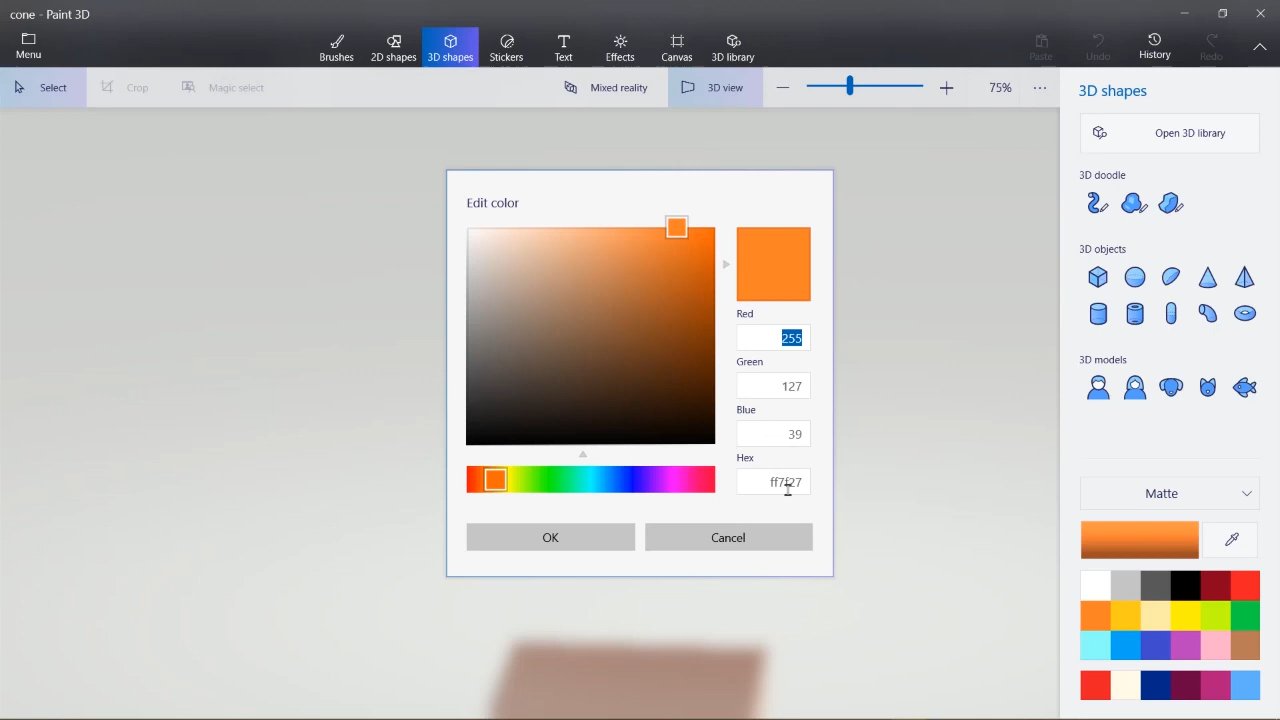 cone - Paint 3D
Menu
Brushes
2D shapes
3D shapes
Stickers
Text
Effects
Canvas
3D library
Paste
Undo
History
Redo
Select
Crop
Magic select
Mixed reality
3D view
75%
3D shapes
Open 3D library
3D doodle
3D objects
3D models
Matte
Edit color
Red
255
Green
127
Blue
39
Hex
ff7f27
OK
Cancel